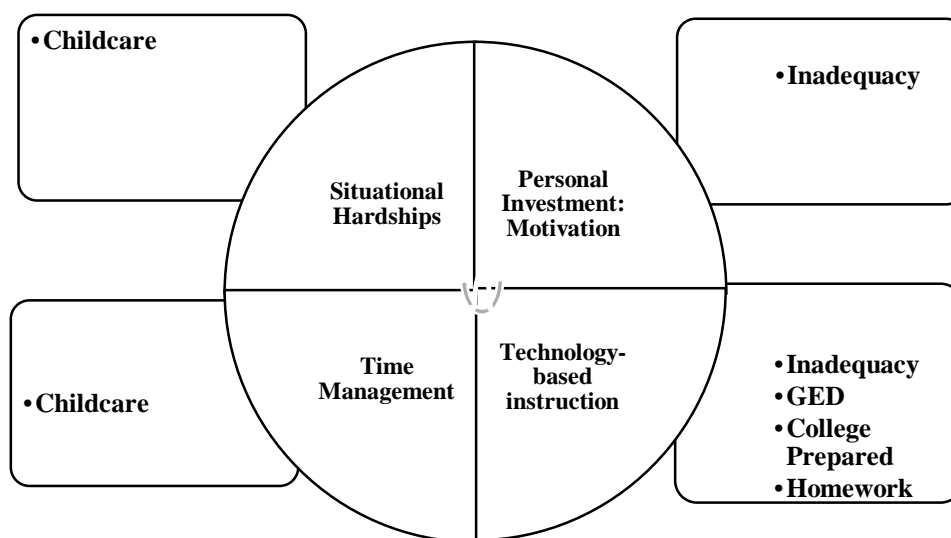 •Childcare
•Inadequacy
Situational
Hardships
Personal
Investment:
Motivation
Time
Management
Technology-
based
instruction
•Childcare
•Inadequacy
•GED
•College
Prepared
•Homework